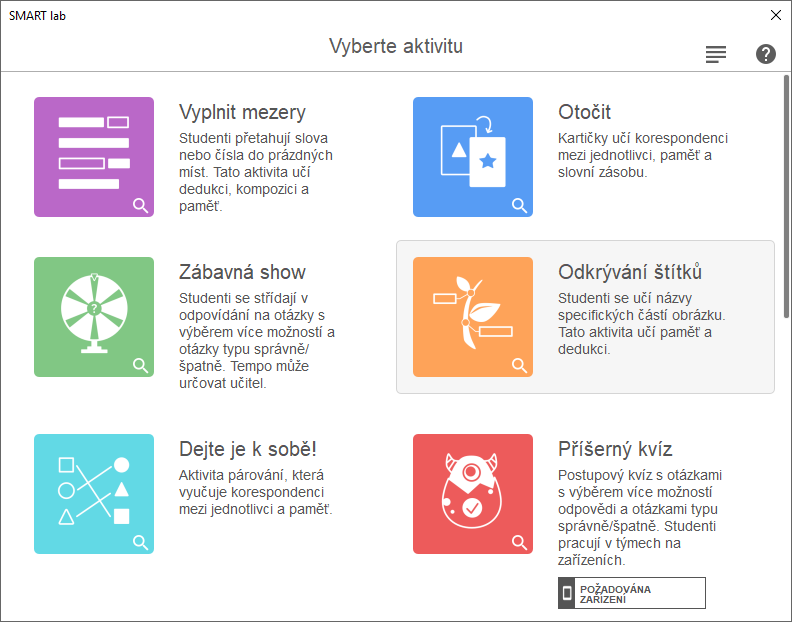 SMART lab
Vyberte aktivitu
?
Vyplnit mezery
Studenti přetahují slova
nebo čísla do prázdných
míst. Tato aktivita učí
dedukci, kompozici a
paměť.
Otočit
Kartičky učí korespondenci
mezi jednotlivci, paměť a
slovní zásobu.
?
Zábavná show
Studenti se střídají v
odpovídání na otázky s
výběrem více možností a
otázky typu správně/
špatně. Tempo může
určovat učitel.
Odkrývání štítků
Studenti se učí názvy
specifických částí obrázku.
Tato aktivita učí paměť a
dedukci.
Dejte je k sobě!
Aktivita párování, která
vyučuje korespondenci
mezi jednotlivci a paměť.
Příšerný kvíz
Postupový kvíz s otázkami
s výběrem více možností
odpovědi a otázkami typu
správně/špatně. Studenti
pracují v týmech na
zařízeních.
POŽADOVÁNA
ZAŘÍZENÍ